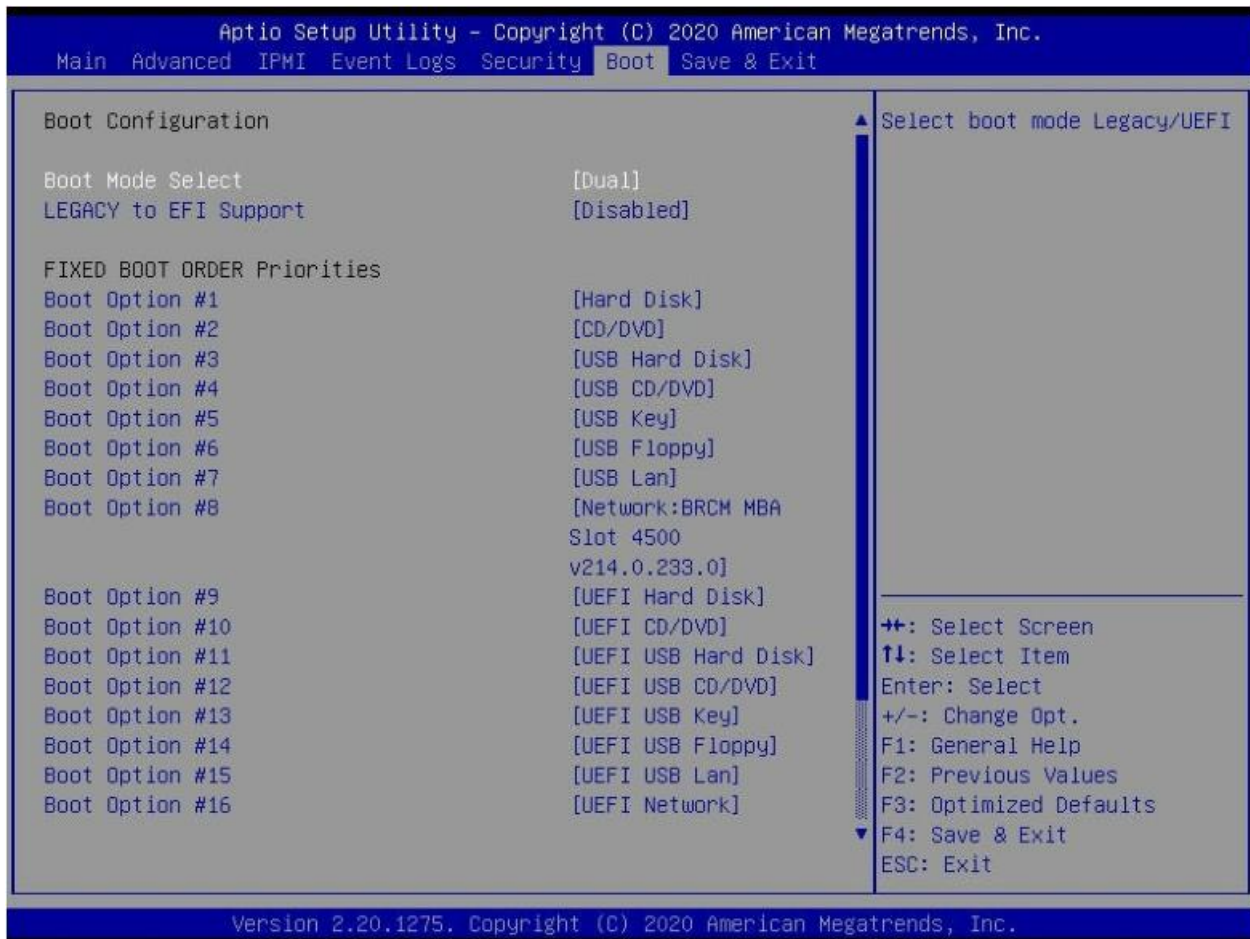 Aptio Setup Utility – Copyright (C) 2020 American Megatrends, Inc.
Main Advanced IPMI Event Logs Security Boot Save & Exit
Boot Configuration
Boot Mode Select [Dual]
LEGACY to EFI Support [Disabled]
FIXED BOOT ORDER Priorities
Boot Option #1 [Hard Disk]
Boot Option #2 [CD/DVD]
Boot Option #3 [USB Hard Disk]
Boot Option #4 [USB CD/DVD]
Boot Option #5 [USB Key]
Boot Option #6 [USB Floppy]
Boot Option #7 [USB Lan]
Boot Option #8 [Network:BRCM MBA
Slot 4500
v214.0.233.0]
Boot Option #9 [UEFI Hard Disk]
Boot Option #10 [UEFI CD/DVD]
Boot Option #11 [UEFI USB Hard Disk]
Boot Option #12 [UEFI USB CD/DVD]
Boot Option #13 [UEFI USB Key]
Boot Option #14 [UEFI USB Floppy]
Boot Option #15 [UEFI USB Lan]
Boot Option #16 [UEFI Network]
Select boot mode Legacy/UEFI
→←: Select Screen
↑↓: Select Item
Enter: Select
+/-: Change Opt.
F1: General Help
F2: Previous Values
F3: Optimized Defaults
F4: Save & Exit
ESC: Exit
Version 2.20.1275. Copyright (C) 2020 American Megatrends, Inc.